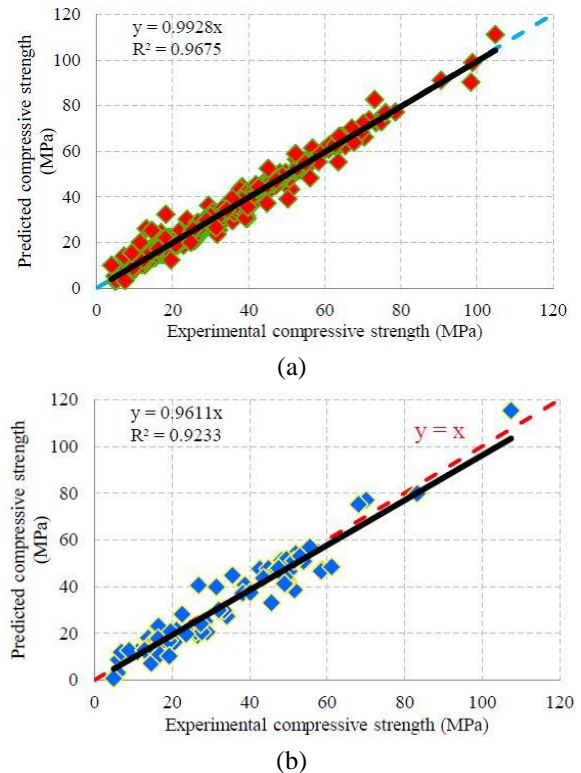 120
y = 0.9928x
R² = 0.9675
100
80
60
40
20
0
Predicted compressive strength
(MPa)
0 20 40 60 80 100 120
Experimental compressive strength (MPa)
(a)
120
y = 0.9611x
R² = 0.9233
y = x
100
80
60
40
20
0
Predicted compressive strength
(MPa)
0 20 40 60 80 100 120
Experimental compressive strength (MPa)
(b)